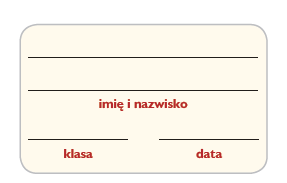 imię i nazwisko
klasa data